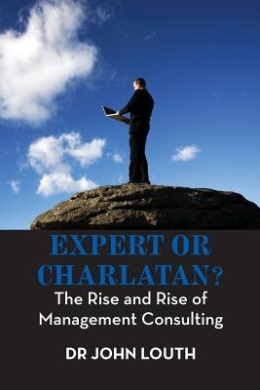 EXPERT OR
CHARLATAN?
The Rise and Rise of
Management Consulting
DR JOHN LOUTH